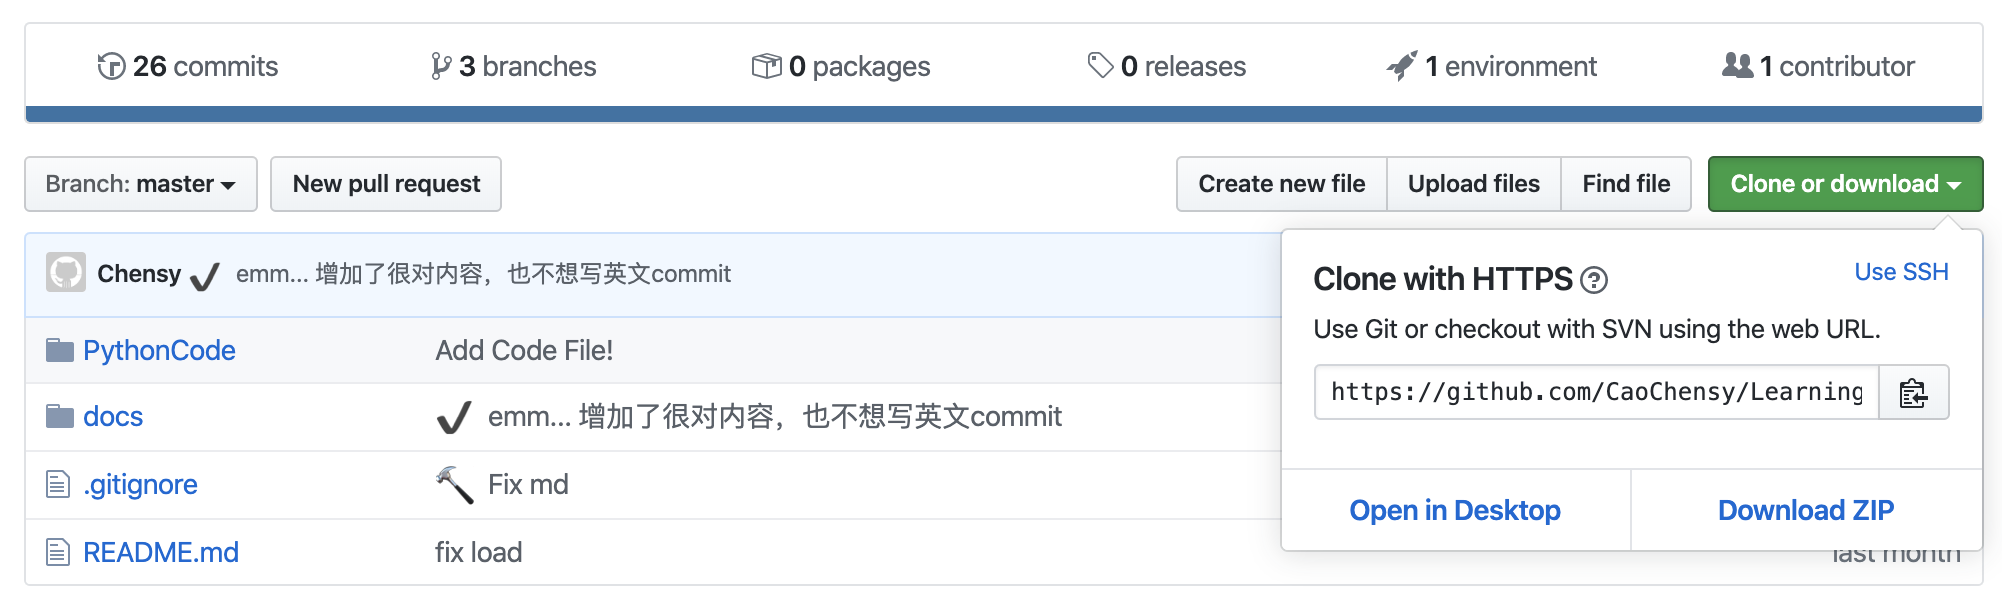 26 commits 3 branches 0 packages 0 releases 1 environment 1 contributor
Branch: master New pull request Create new file Upload files Find file Clone or download
Chensy emm... 增加了很对内容，也不想写英文commit
Clone with HTTPS Use SSH
Use Git or checkout with SVN using the web URL.
https://github.com/CaoChensy/Learning
Open in Desktop Download ZIP
PythonCode Add Code File!
docs emm... 增加了很对内容，也不想写英文commit
.gitignore Fix md
README.md fix load last month